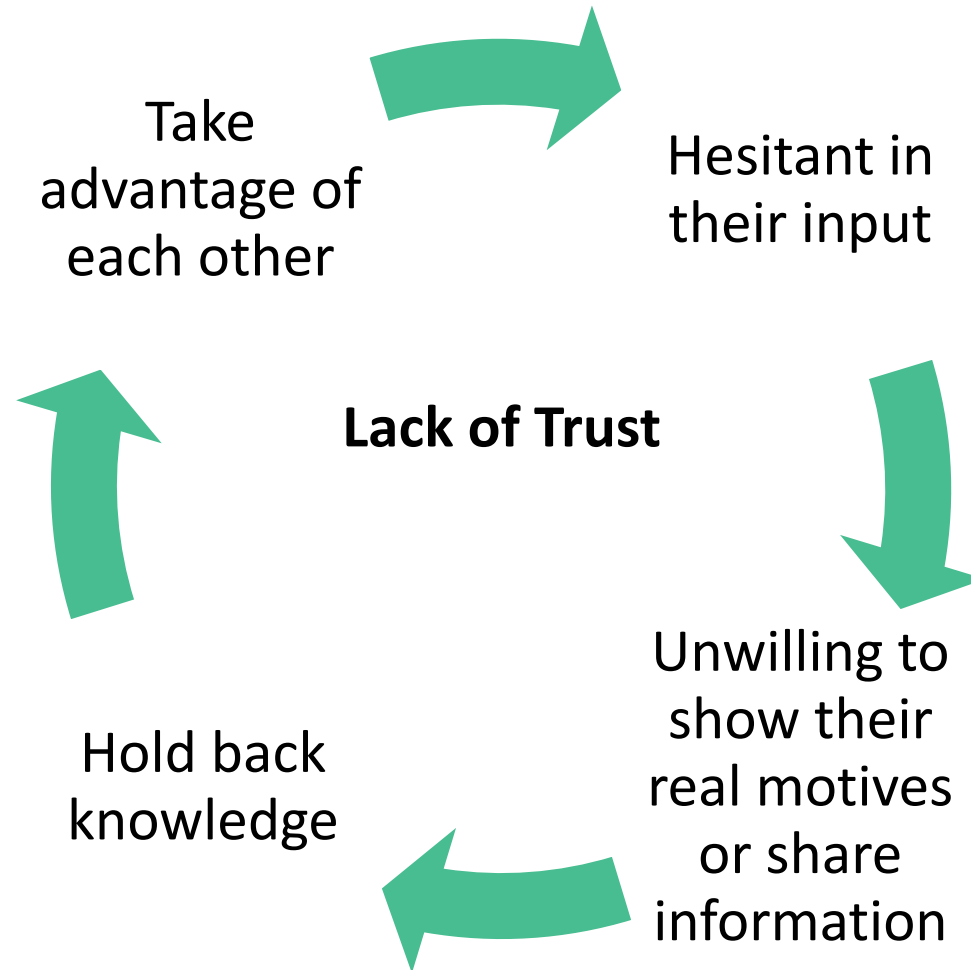 Take
advantage of
each other
Hesitant in
their input
Lack of Trust
Unwilling to
show their
real motives
or share
information
Hold back
knowledge